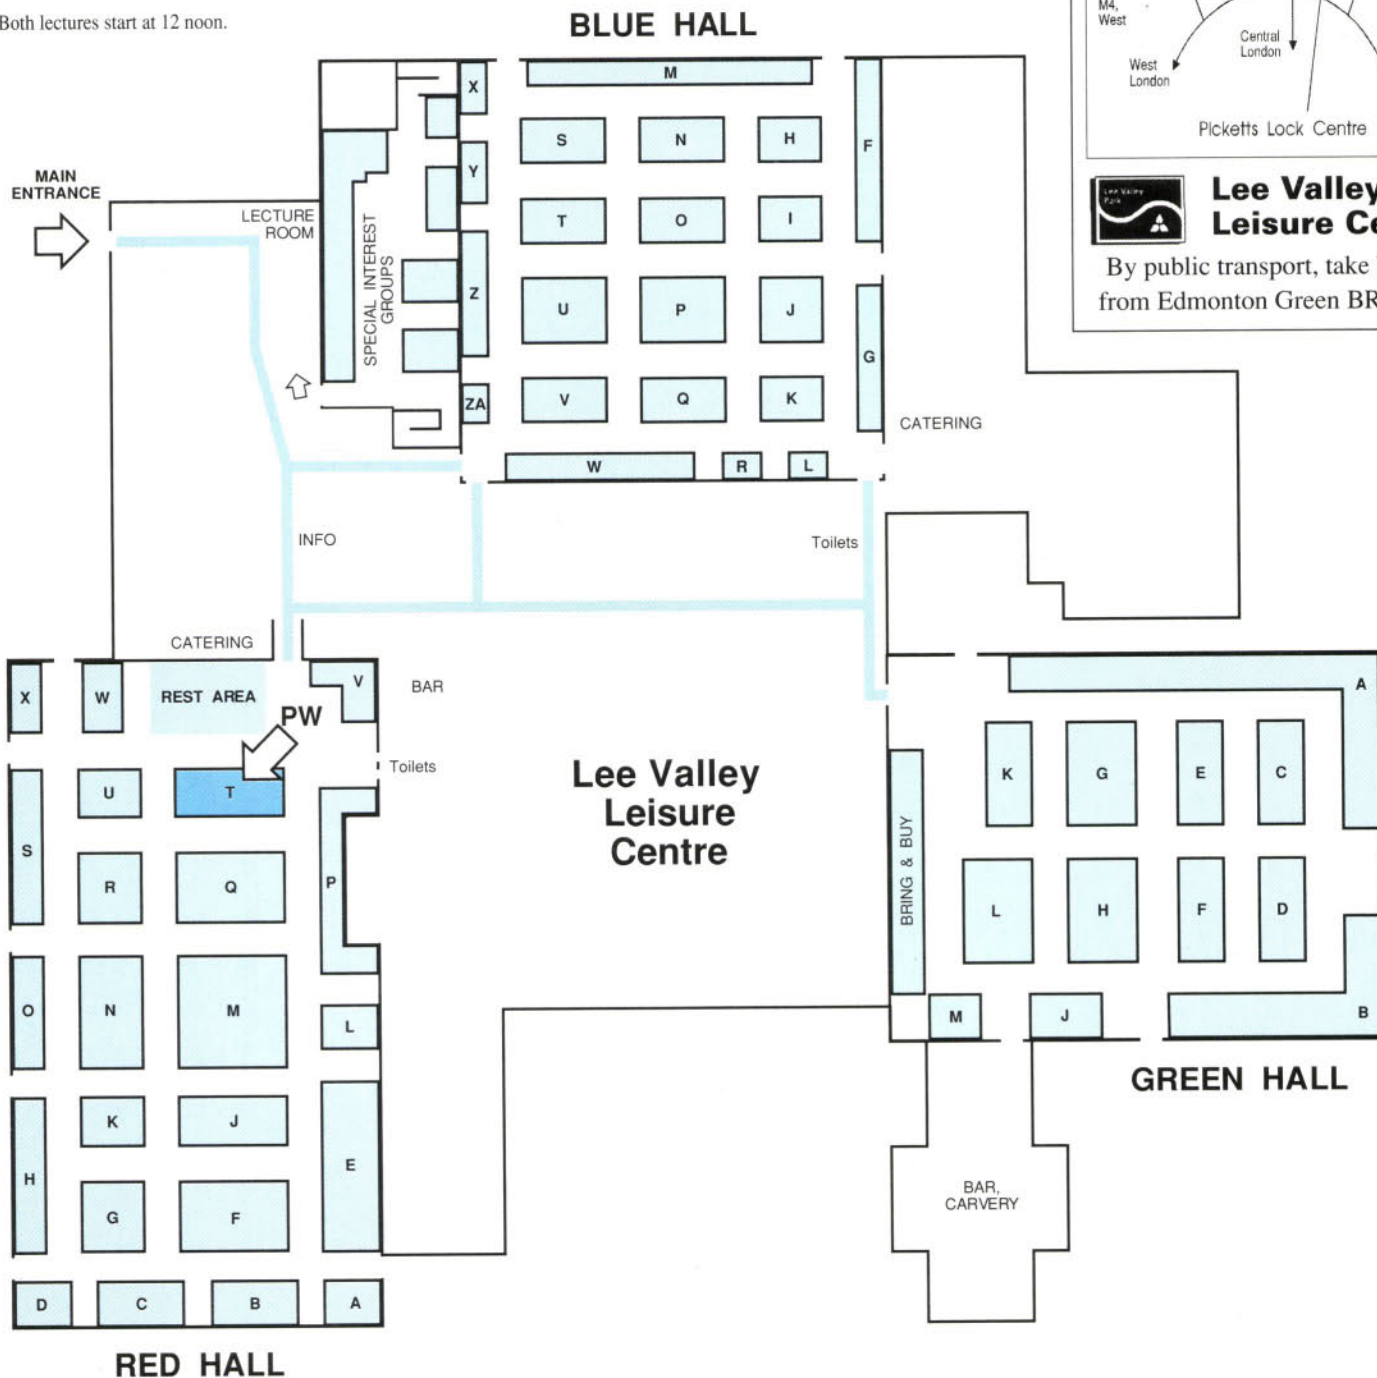 Both lectures start at 12 noon.
BLUE HALL
M4,
West
West
London
Central
London
Picketts Lock Centre
Lee Valley
Park
Lee Valley
Leisure Ce
By public transport, take
from Edmonton Green BR
MAIN
ENTRANCE
LECTURE
ROOM
SPECIAL INTEREST
GROUPS
X
M
Y
S
N
H
F
T
O
I
Z
U
P
J
G
ZA
V
Q
K
CATERING
W
R
L
INFO
Toilets
CATERING
X
W
REST AREA
V
BAR
PW
Toilets
U
T
S
R
Q
P
O
N
M
L
K
J
H
E
G
F
D
C
B
A
RED HALL
Lee Valley
Leisure
Centre
A
K
G
E
C
BRING & BUY
L
H
F
D
M
J
B
GREEN HALL
BAR,
CARVERY